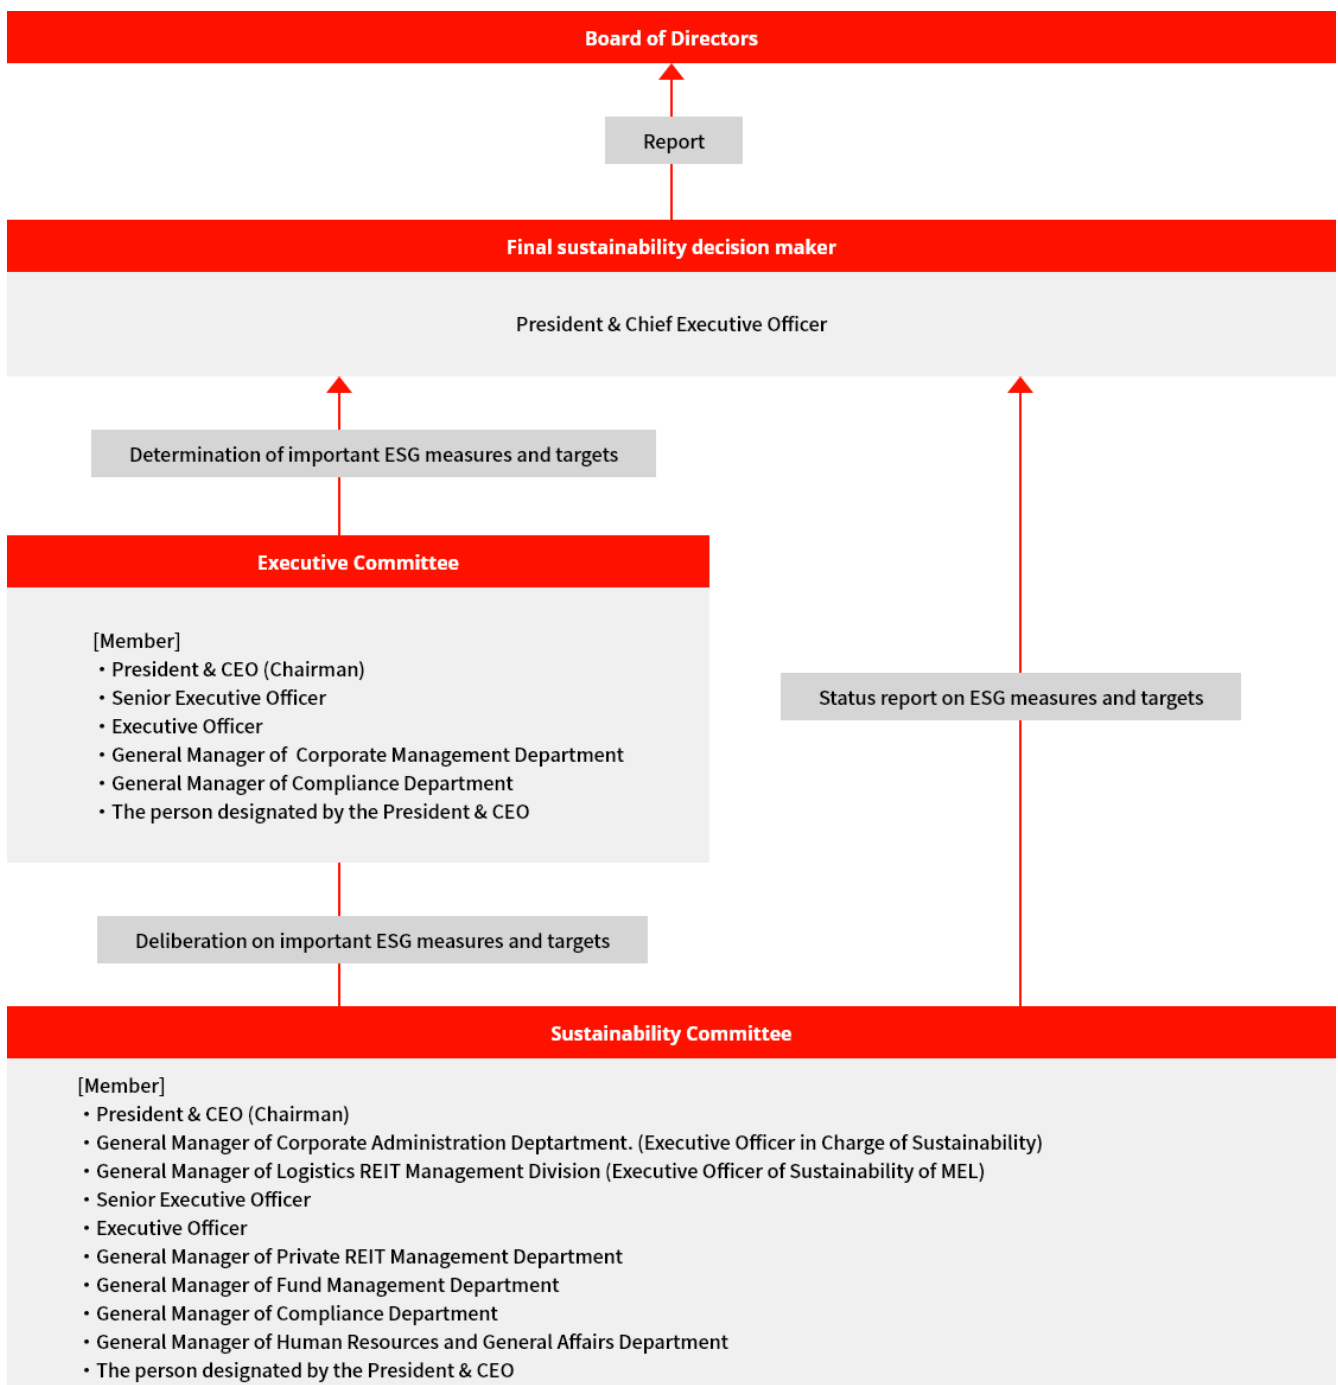 Board of Directors
Report
Final sustainability decision maker
President & Chief Executive Officer
Determination of important ESG measures and targets
Executive Committee
[Member]
・President & CEO (Chairman)
・Senior Executive Officer
・Executive Officer
・General Manager of  Corporate Management Department
・General Manager of Compliance Department
・The person designated by the President & CEO
Status report on ESG measures and targets
Deliberation on important ESG measures and targets
Sustainability Committee
[Member]
・President & CEO (Chairman)
・General Manager of Corporate Administration Deptartment. (Executive Officer in Charge of Sustainability)
・General Manager of Logistics REIT Management Division (Executive Officer of Sustainability of MEL)
・Senior Executive Officer
・Executive Officer
・General Manager of Private REIT Management Department
・General Manager of Fund Management Department
・General Manager of Compliance Department
・General Manager of Human Resources and General Affairs Department
・The person designated by the President & CEO